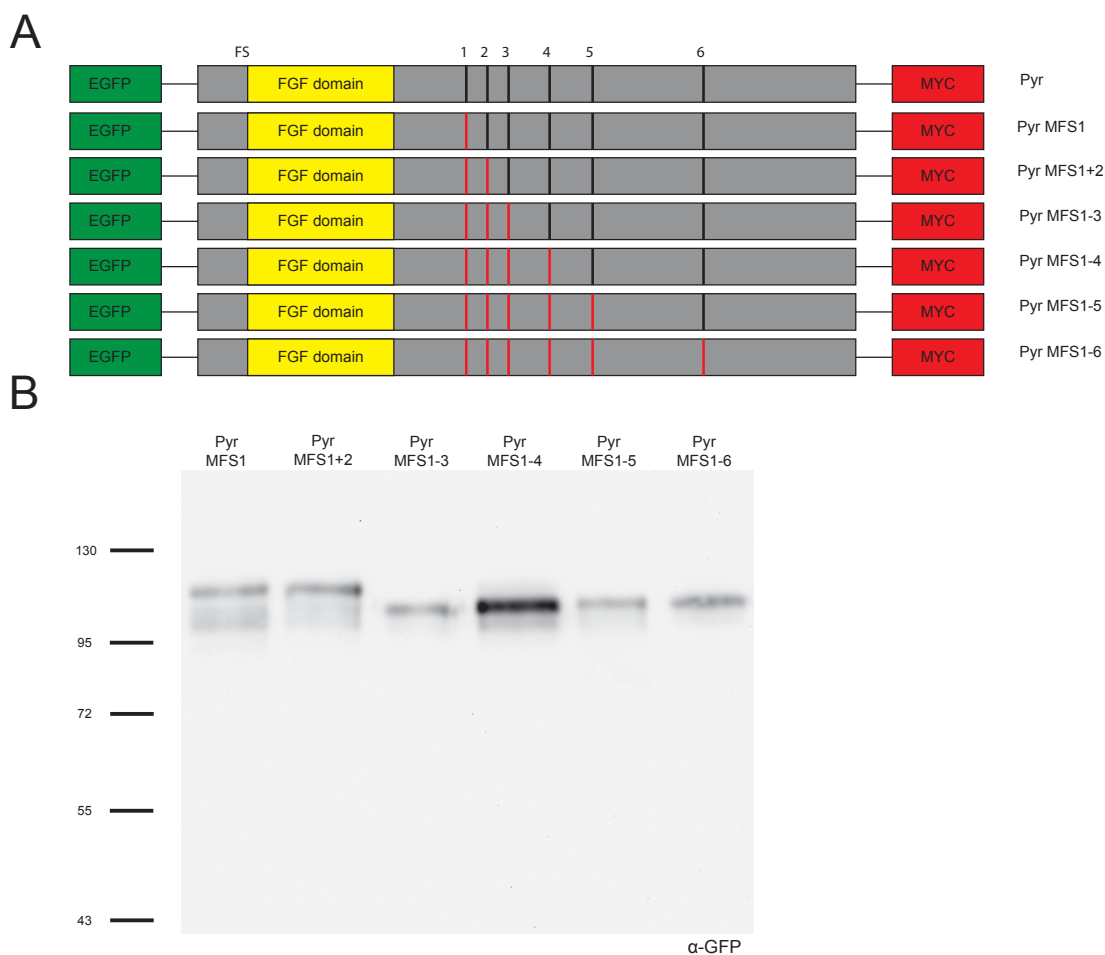 A
FS 1 2 3 4 5 6
EGFP FGF domain MYC Pyr
EGFP FGF domain MYC Pyr MFS1
EGFP FGF domain MYC Pyr MFS1+2
EGFP FGF domain MYC Pyr MFS1-3
EGFP FGF domain MYC Pyr MFS1-4
EGFP FGF domain MYC Pyr MFS1-5
EGFP FGF domain MYC Pyr MFS1-6
B
Pyr Pyr Pyr Pyr Pyr Pyr
MFS1 MFS1+2 MFS1-3 MFS1-4 MFS1-5 MFS1-6
130
95
72
55
43
α-GFP